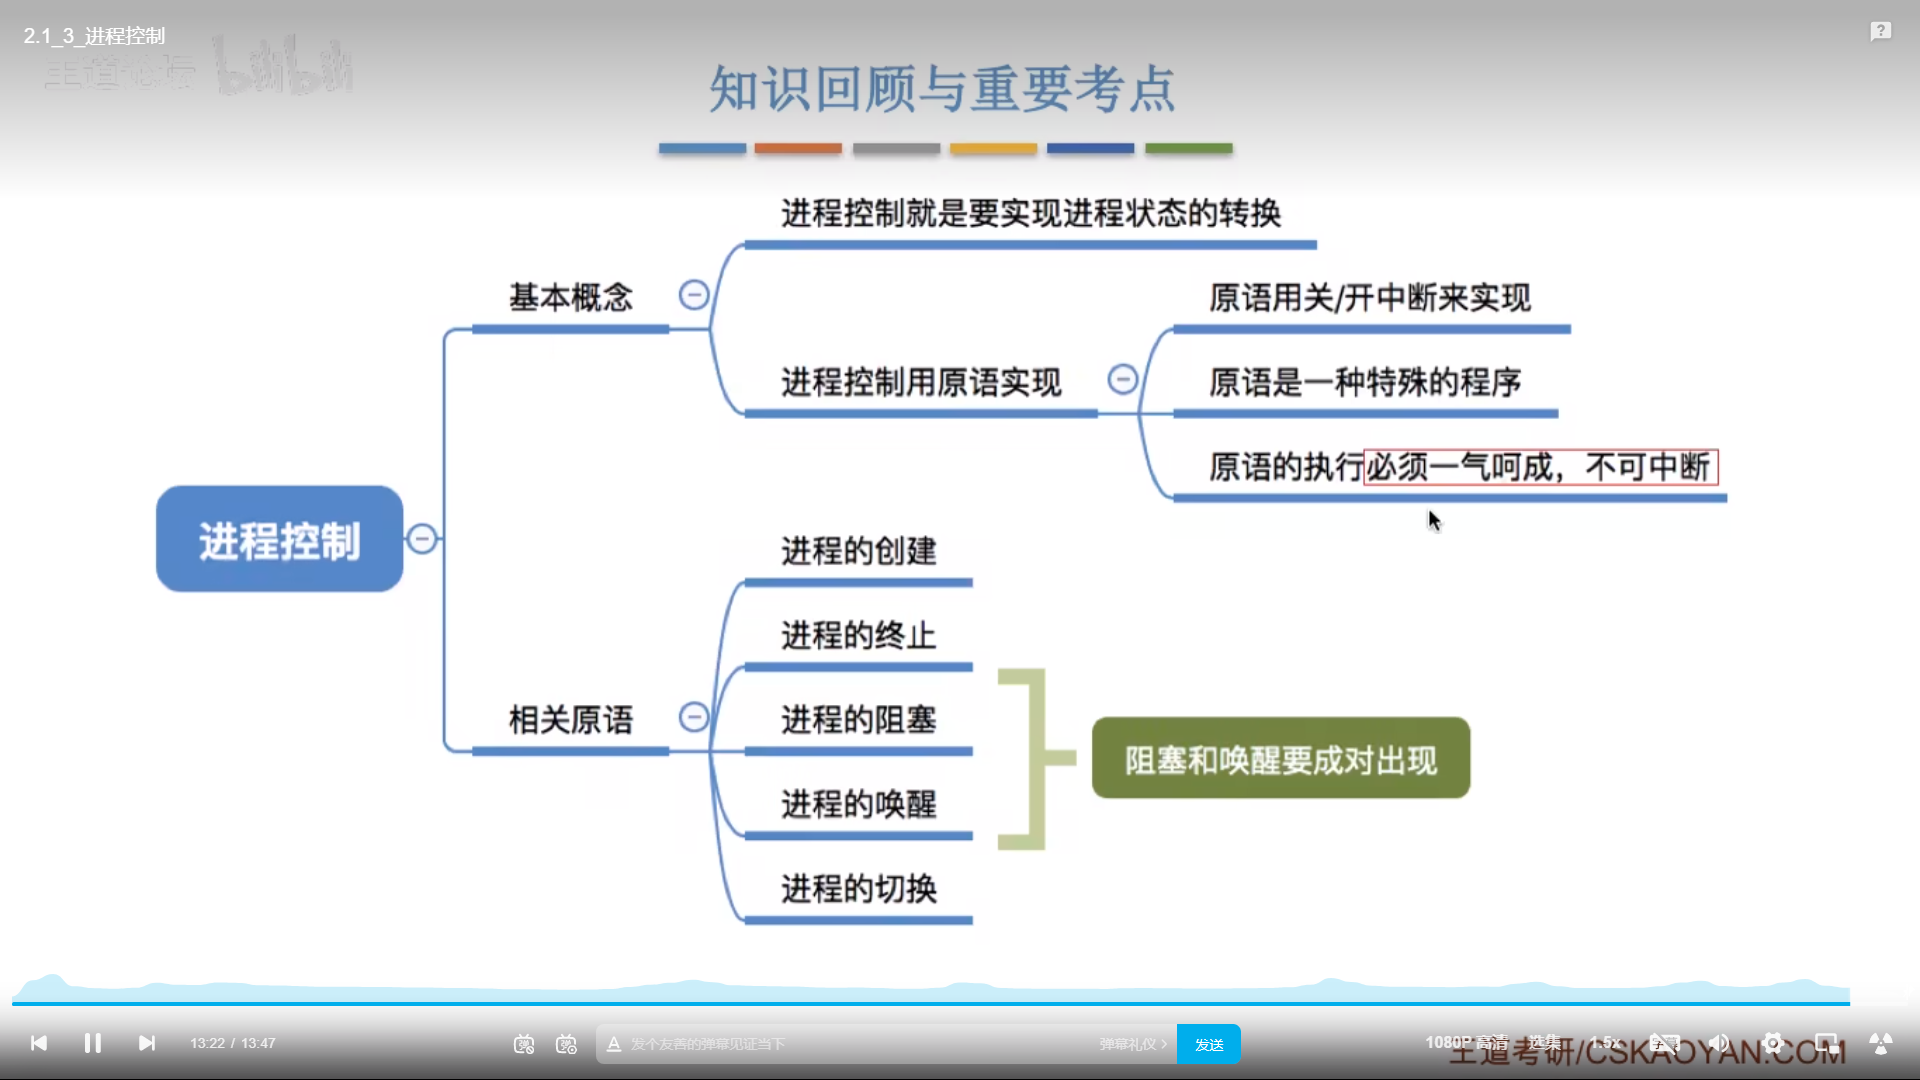 2.1_3_进程控制
王道论坛 bilibili
知识回顾与重要考点
进程控制就是要实现进程状态的转换
基本概念
原语用关/开中断来实现
进程控制用原语实现
原语是一种特殊的程序
原语的执行必须一气呵成，不可中断
进程控制
进程的创建
进程的终止
相关原语
进程的阻塞
阻塞和唤醒要成对出现
进程的唤醒
进程的切换
13:22 / 13:47
发个友善的弹幕见证当下
弹幕礼仪
发送
1080P 高清
选集
1.5x
王道考研/CSKAOYAN.COM